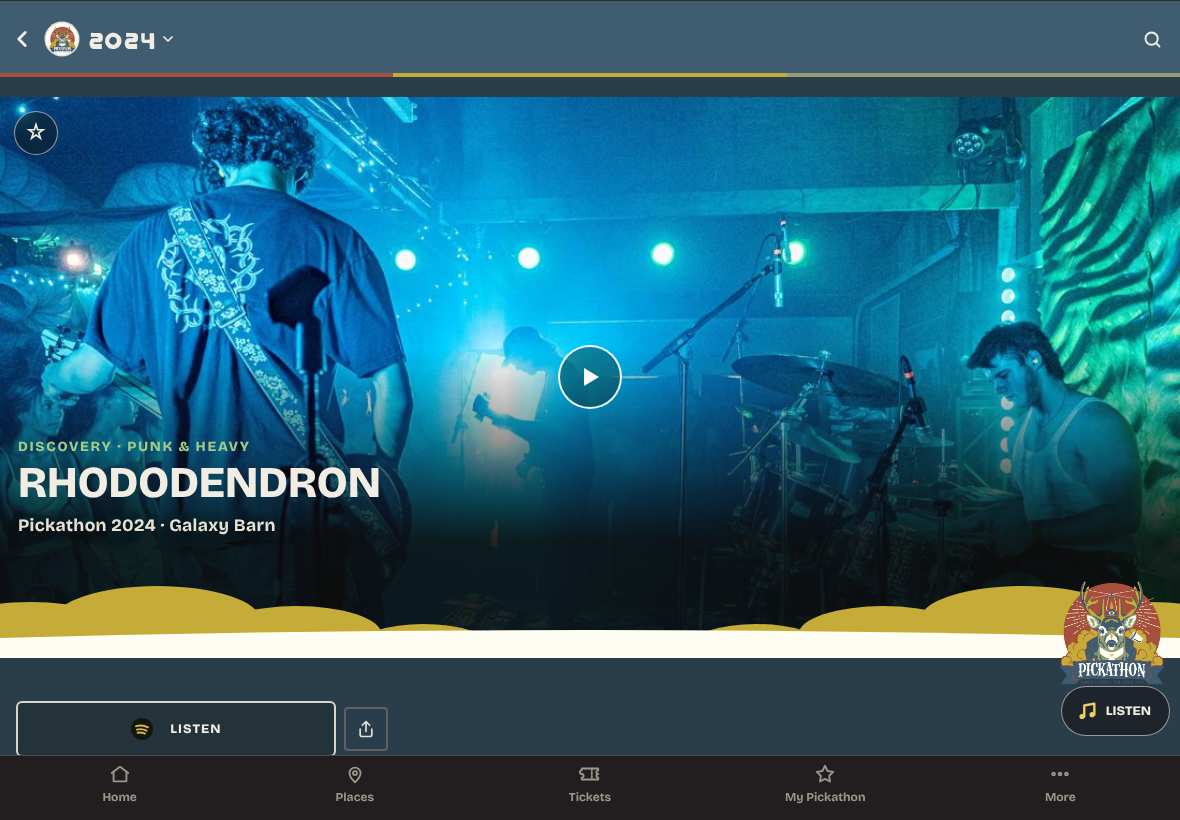 2024
DISCOVERY · PUNK & HEAVY
RHODODENDRON
Pickathon 2024 · Galaxy Barn
PICKATHON
LISTEN
LISTEN
Home
Places
Tickets
My Pickathon
More